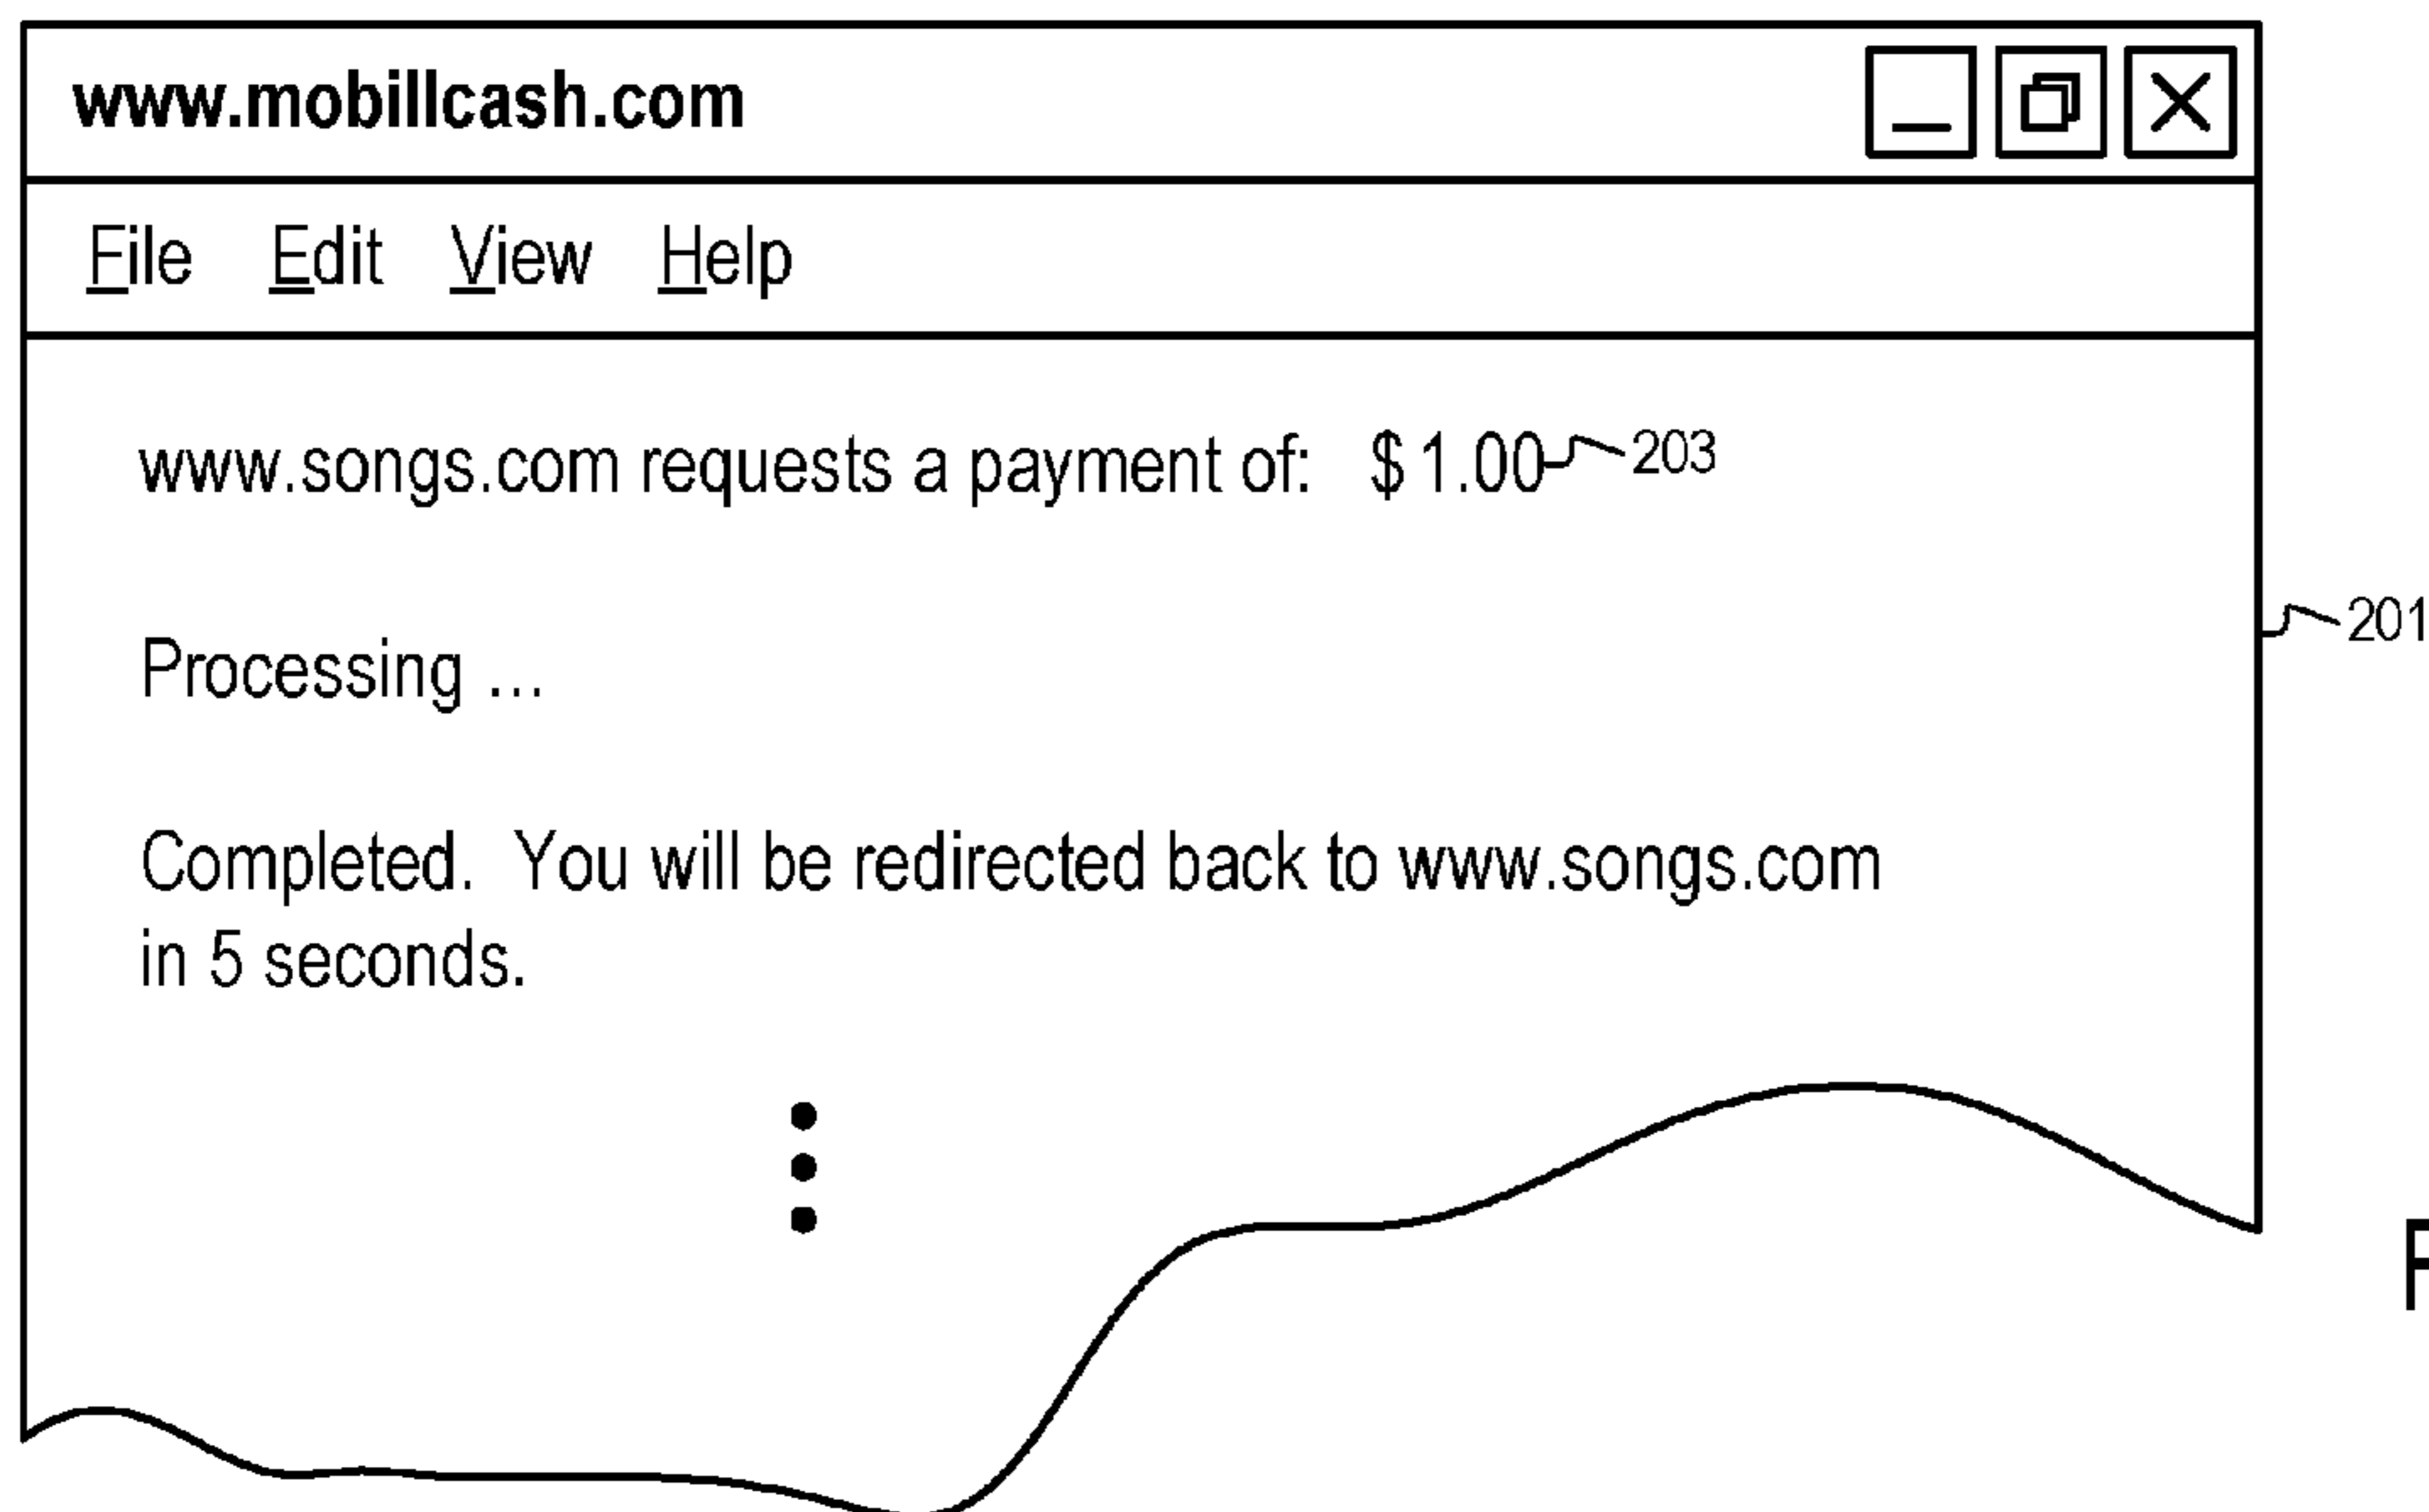 www.mobillcash.com
File Edit View Help
www.songs.com requests a payment of: $ 1.00 203
201
Processing ...
Completed. You will be redirected back to www.songs.com
in 5 seconds.